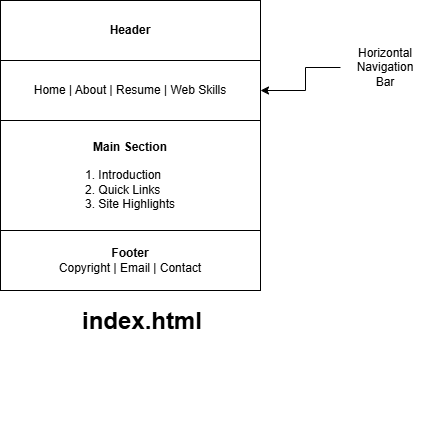 Header
Home | About | Resume | Web Skills
Horizontal
Navigation
Bar
Main Section
1. Introduction
2. Quick Links
3. Site Highlights
Footer
Copyright | Email | Contact
index.html